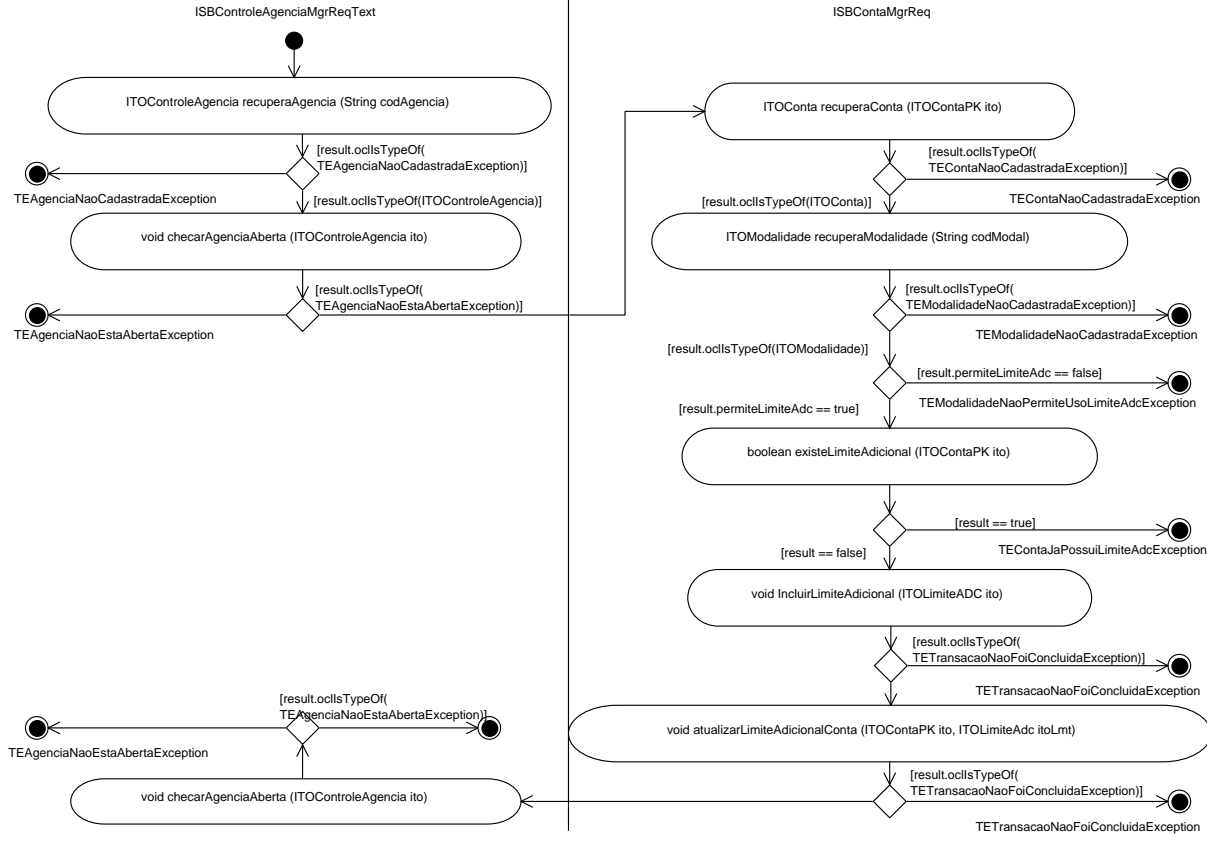 ISBControleAgenciaMgrReqText
ISBContaMgrReq
ITOControleAgencia recuperaAgencia (String codAgencia)
[result.oclIsTypeOf(
TEAgenciaNaoCadastradaException)]
TEAgenciaNaoCadastradaException
[result.oclIsTypeOf(ITOControleAgencia)]
void checarAgenciaAberta (ITOControleAgencia ito)
[result.oclIsTypeOf(
TEAgenciaNaoEstaAbertaException)]
TEAgenciaNaoEstaAbertaException
ITOConta recuperaConta (ITOContaPK ito)
[result.oclIsTypeOf(
TEContaNaoCadastradaException)]
TEContaNaoCadastradaException
[result.oclIsTypeOf(ITOConta)]
ITOModalidade recuperaModalidade (String codModal)
[result.oclIsTypeOf(
TEModalidadeNaoCadastradaException)]
TEModalidadeNaoCadastradaException
[result.oclIsTypeOf(ITOModalidade)]
[result.permiteLimiteAdc == false]
TEModalidadeNaoPermiteUsoLimiteAdcException
[result.permiteLimiteAdc == true]
boolean existeLimiteAdicional (ITOContaPK ito)
[result == true]
TEContaJaPossuiLimiteAdcException
[result == false]
void IncluirLimiteAdicional (ITOLimiteADC ito)
[result.oclIsTypeOf(
TETransacaoNaoFoiConcluidaException)]
TETransacaoNaoFoiConcluidaException
void atualizarLimiteAdicionalConta (ITOContaPK ito, ITOLimiteAdc itoLmt)
[result.oclIsTypeOf(
TETransacaoNaoFoiConcluidaException)]
TETransacaoNaoFoiConcluidaException
[result.oclIsTypeOf(
TEAgenciaNaoEstaAbertaException)]
TEAgenciaNaoEstaAbertaException
void checarAgenciaAberta (ITOControleAgencia ito)